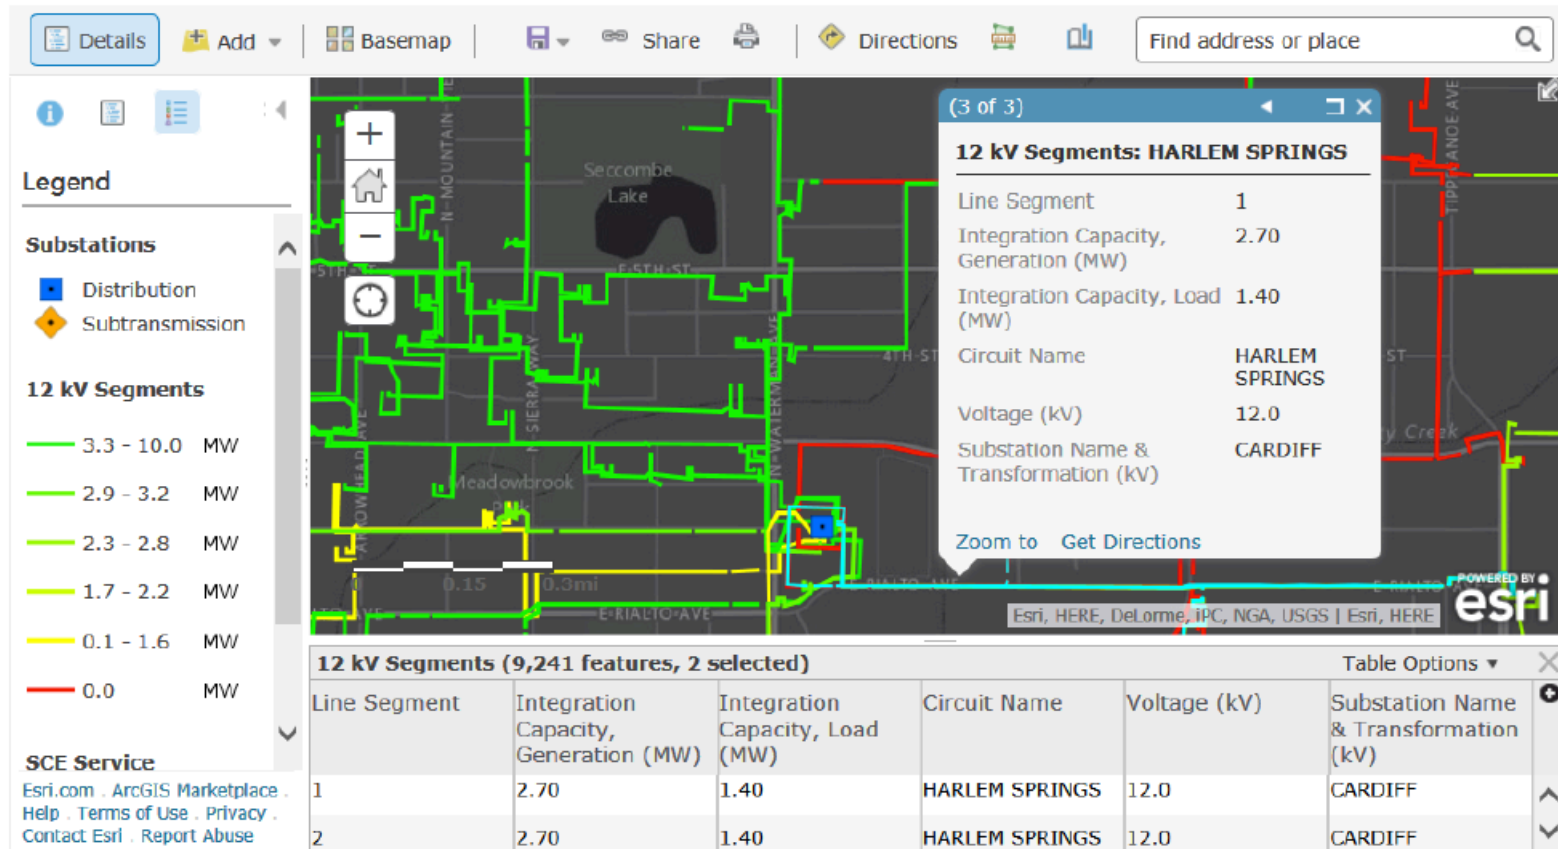 Details
Add
Basemap
Share
Directions
Find address or place
Legend
Substations
Distribution
Subtransmission
12 kV Segments
3.3 - 10.0 MW
2.9 - 3.2 MW
2.3 - 2.8 MW
1.7 - 2.2 MW
0.1 - 1.6 MW
0.0 MW
SCE Service
Esri.com . ArcGIS Marketplace .
Help . Terms of Use . Privacy .
Contact Esri . Report Abuse
N-MOUNTAIN-
Seccombe
Lake
E-5TH-ST
N-SIERRA-WAY
N-WATERMAN-AVE
ARROWHEAD-AVE
Meadowbrook
4TH-ST
ST
TIPPECANOE-AVE
Creek
0.15
0.3mi
E-RIALTO-AVE
(3 of 3)
12 kV Segments: HARLEM SPRINGS
Line Segment 1
Integration Capacity, 2.70
Generation (MW)
Integration Capacity, Load 1.40
(MW)
Circuit Name HARLEM
SPRINGS
Voltage (kV) 12.0
Substation Name & CARDIFF
Transformation (kV)
Zoom to Get Directions
POWERED BY
esri
Esri, HERE, DeLorme, iPC, NGA, USGS | Esri, HERE
12 kV Segments (9,241 features, 2 selected)
Table Options
Line Segment
Integration
Capacity,
Generation (MW)
Integration
Capacity, Load
(MW)
Circuit Name
Voltage (kV)
Substation Name
& Transformation
(kV)
1 2.70 1.40 HARLEM SPRINGS 12.0 CARDIFF
2 2.70 1.40 HARLEM SPRINGS 12.0 CARDIFF